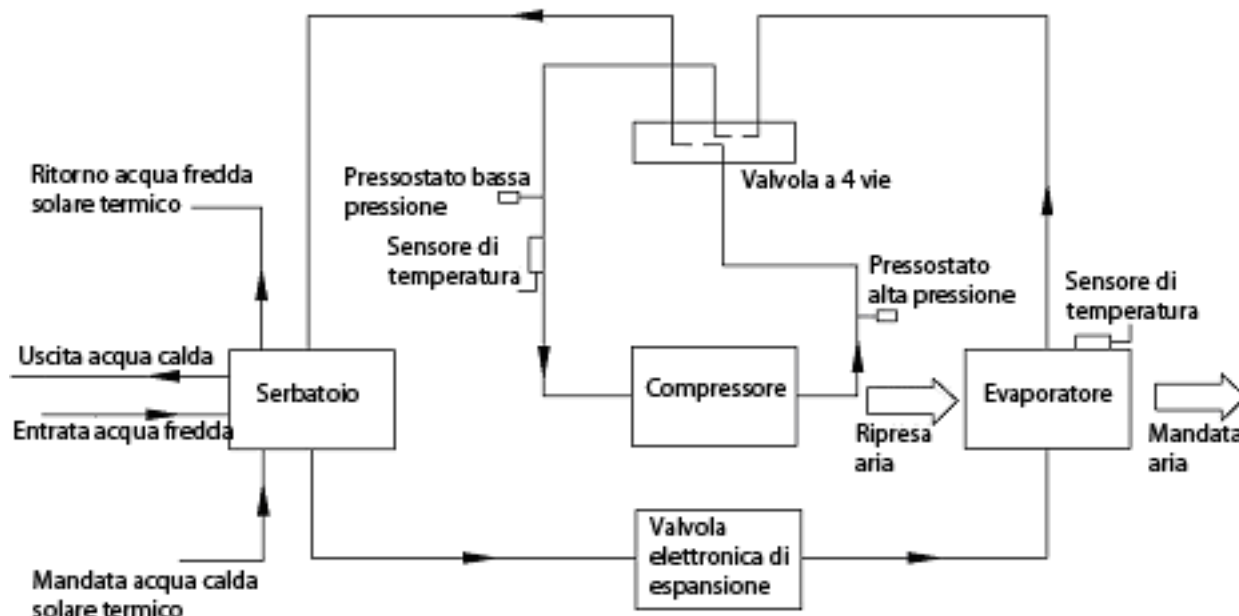 Ritorno acqua fredda
solare termico
Pressostato bassa
pressione
Valvola a 4 vie
Sensore di
temperatura
Pressostato
alta pressione
Sensore di
temperatura
Uscita acqua calda
Serbatoio
Compressore
Evaporatore
Entrata acqua fredda
Ripresa
aria
Mandata
aria
Valvola
elettronica di
espansione
Mandata acqua calda
solare termico